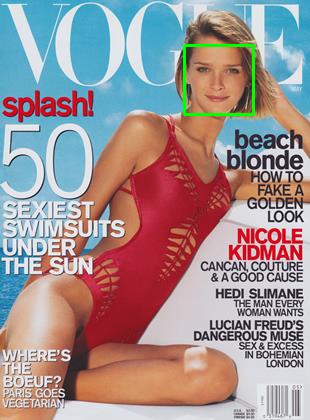 VOGUE
MAY
splash!
50
SEXIEST
SWIMSUITS
UNDER
THE SUN
beach
blonde
HOW TO
FAKE A
GOLDEN
LOOK
NICOLE
KIDMAN
CANCAN, COUTURE
& A GOOD CAUSE
HEDI SLIMANE
THE MAN EVERY
WOMAN WANTS
LUCIAN FREUD'S
DANGEROUS MUSE
SEX & EXCESS
IN BOHEMIAN
LONDON
WHERE'S
THE
BOEUF?
PARIS GOES
VEGETARIAN